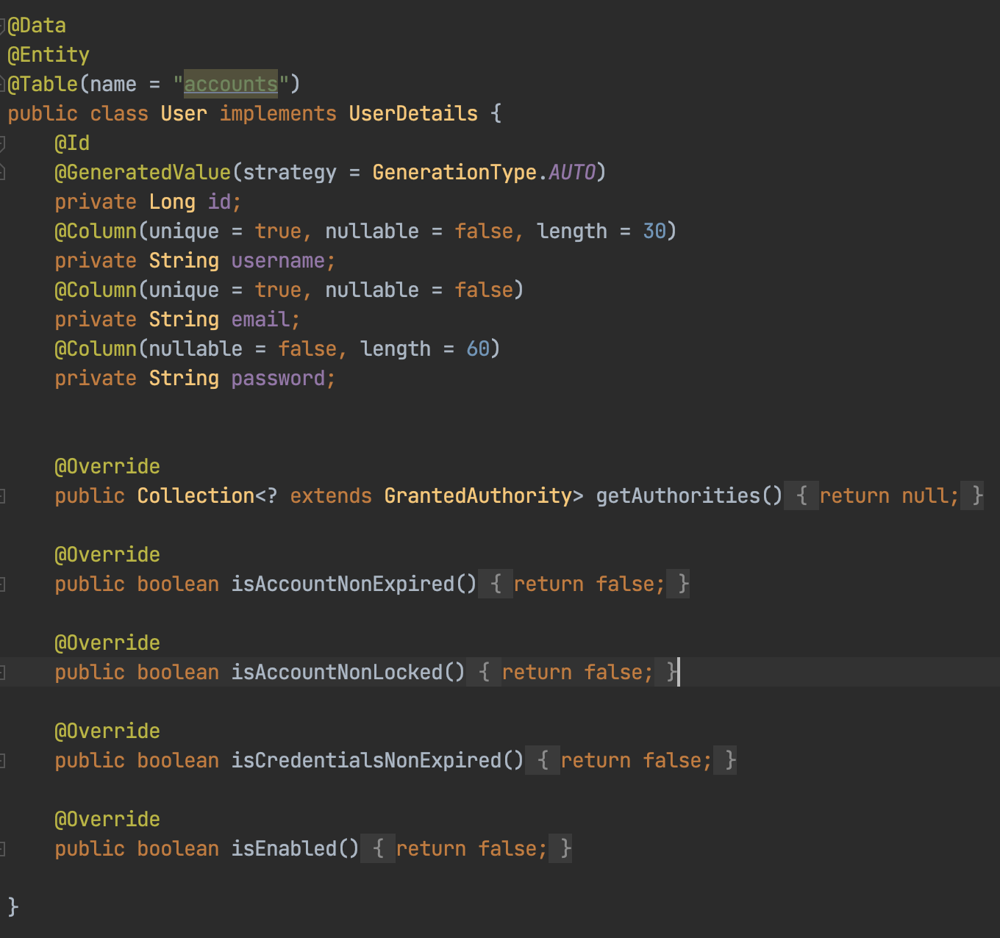 @Data
@Entity
@Table(name = "accounts")
public class User implements UserDetails {
    @Id
    @GeneratedValue(strategy = GenerationType.AUTO)
    private Long id;
    @Column(unique = true, nullable = false, length = 30)
    private String username;
    @Column(unique = true, nullable = false)
    private String email;
    @Column(nullable = false, length = 60)
    private String password;
    @Override
    public Collection<? extends GrantedAuthority> getAuthorities() { return null; }
    @Override
    public boolean isAccountNonExpired() { return false; }
    @Override
    public boolean isAccountNonLocked() { return false; }
    @Override
    public boolean isCredentialsNonExpired() { return false; }
    @Override
    public boolean isEnabled() { return false; }
}